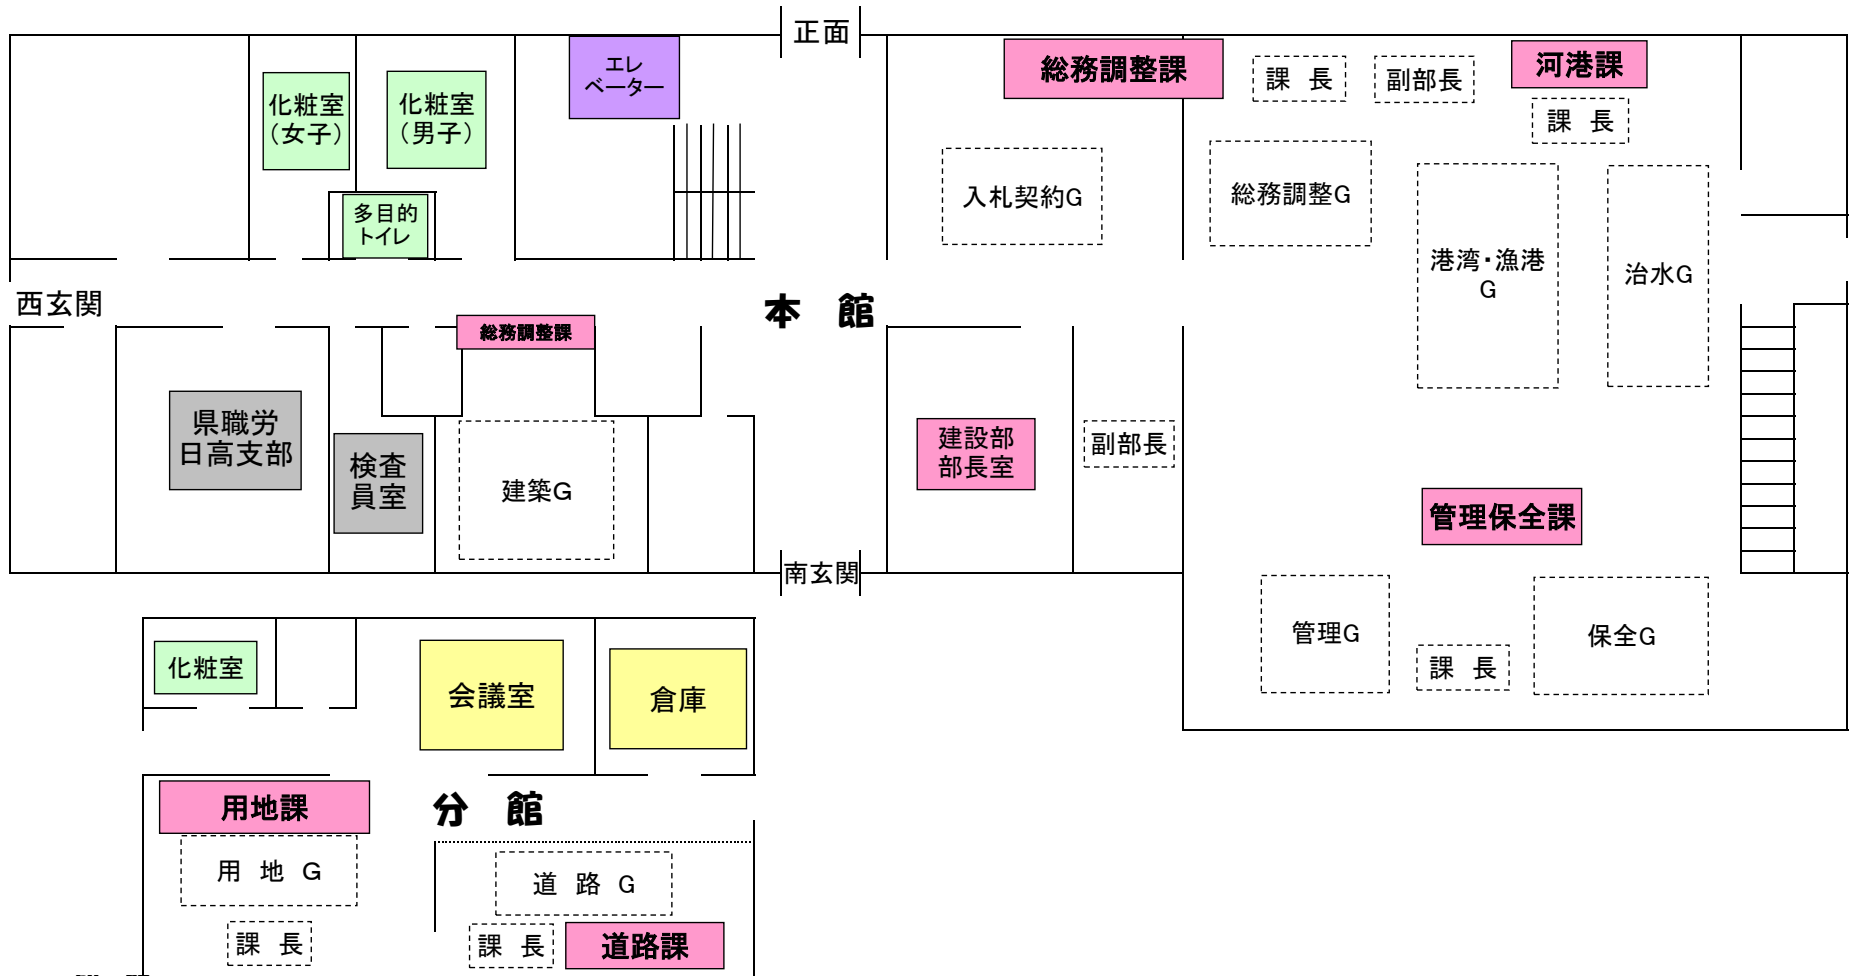 正面
総務調整課
課 長
副部長
河港課
課 長
エレ
ベーター
化粧室
（女子）
化粧室
（男子）
多目的
トイレ
入札契約G
総務調整G
港湾・漁港
G
治水G
西玄関
本 館
総務調整課
県職労
日高支部
検査
員室
建築G
建設部
部長室
副部長
管理保全課
南玄関
管理G
課 長
保全G
化粧室
会議室
倉庫
用地課
分 館
用 地 G
課 長
道 路 G
課 長
道路課